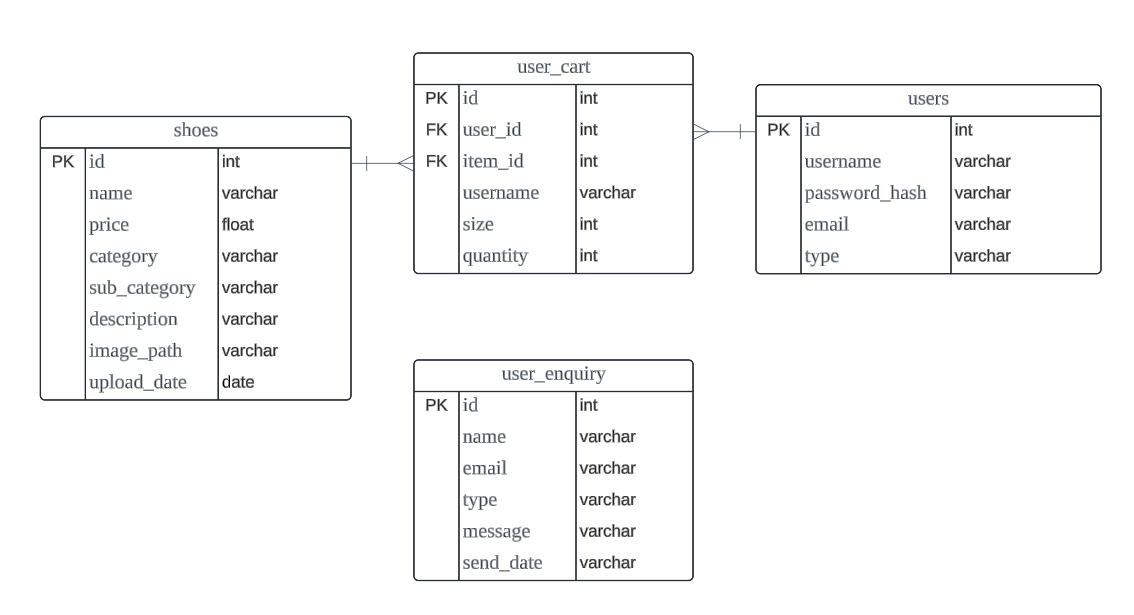 shoes
PK id int
name varchar
price float
category varchar
sub_category varchar
description varchar
image_path varchar
upload_date date
user_cart
PK id int
FK user_id int
FK item_id int
username varchar
size int
quantity int
users
PK id int
username varchar
password_hash varchar
email varchar
type varchar
user_enquiry
PK id int
name varchar
email varchar
type varchar
message varchar
send_date varchar